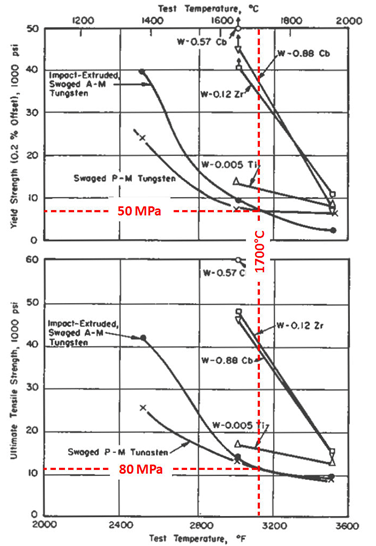 Test Temperature, °C
1400 1600 1800 2000
50
40
30
20
10
0
Yield Strength (0.2 % Offset), 1000 psi
W-0.57 Cb
W-0.88 Cb
Impact-Extruded,
Swaged A-M
Tungsten
W-0.12 Zr
W-0.005 Ti
Swaged P-M Tungsten
50 MPa
1700°C
60
50
40
30
20
10
0
Ultimate Tensile Strength, 1000 psi
W-0.57 C
W-0.12 Zr
Impact-Extruded,
Swaged A-M
Tungsten
W-0.88 Cb
W-0.005 Ti
Swaged P-M Tungsten
80 MPa
2000 2400 2800 3200 3600
Test Temperature, °F